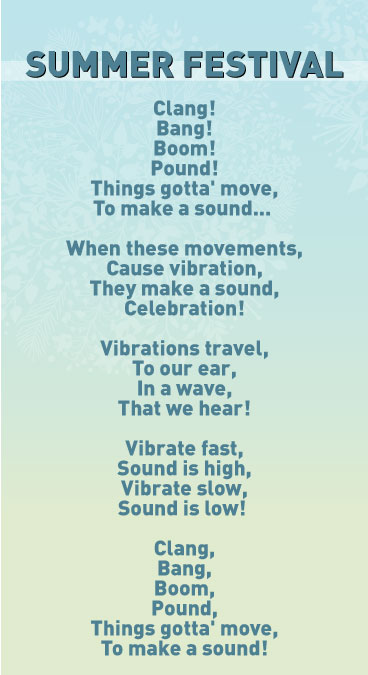 SUMMER FESTIVAL
Clang!
Bang!
Boom!
Pound!
Things gotta' move,
To make a sound...
When these movements,
Cause vibration,
They make a sound,
Celebration!
Vibrations travel,
To our ear,
In a wave,
That we hear!
Vibrate fast,
Sound is high,
Vibrate slow,
Sound is low!
Clang,
Bang,
Boom,
Pound,
Things gotta' move,
To make a sound!